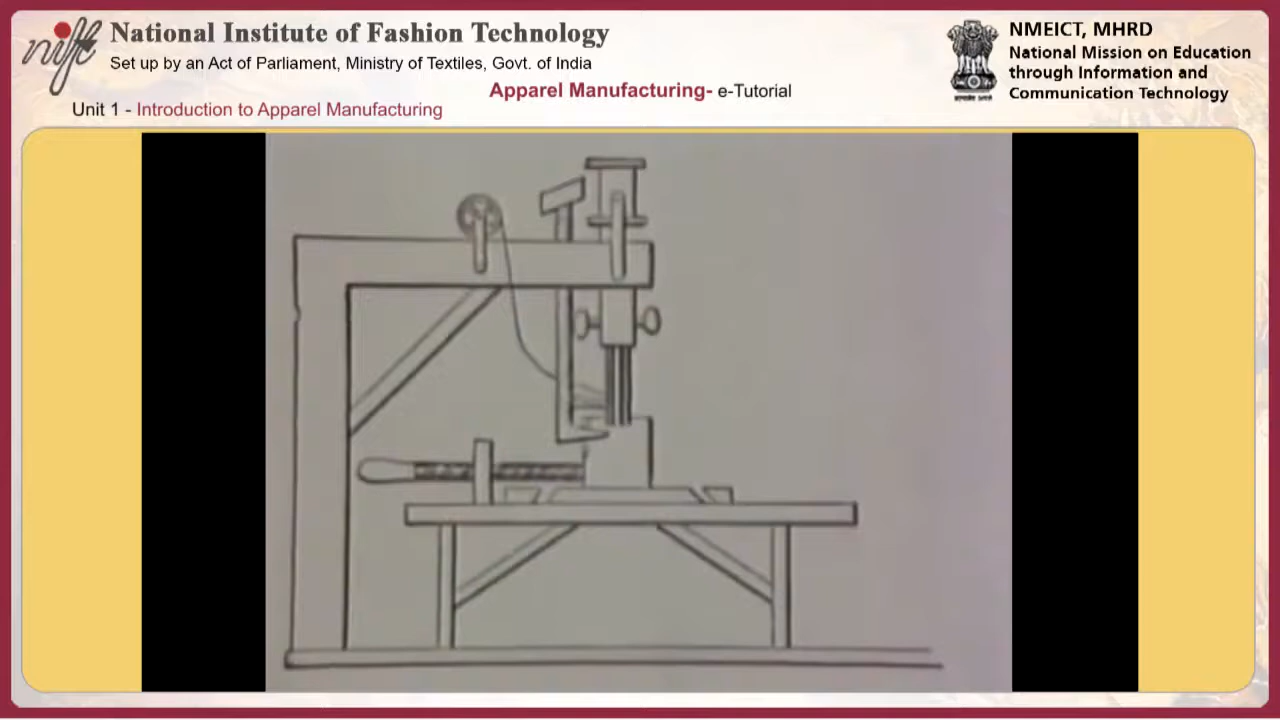 nift
National Institute of Fashion Technology
Set up by an Act of Parliament, Ministry of Textiles, Govt. of India
Apparel Manufacturing- e-Tutorial
Unit 1 - Introduction to Apparel Manufacturing
NMEICT, MHRD
National Mission on Education
through Information and
Communication Technology